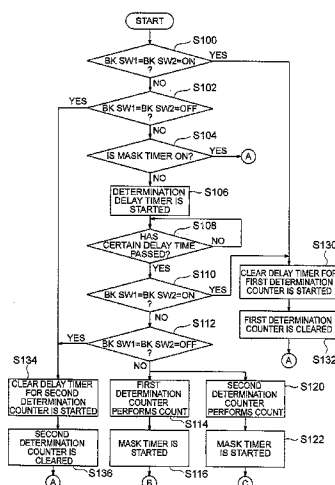 START
S100
BK SW1=BK SW2=ON
?
YES
NO
S102
YES
BK SW1=BK SW2=OFF
?
NO
S104
IS MASK TIMER ON?
YES
A
NO
S106
DETERMINATION
DELAY TIMER IS
STARTED
S108
HAS
CERTAIN DELAY TIME
PASSED?
NO
YES
S110
BK SW1=BK SW2=ON
?
YES
NO
S130
CLEAR DELAY TIMER FOR
FIRST DETERMINATION
COUNTER IS STARTED
FIRST DETERMINATION
COUNTER IS CLEARED
S132
A
S112
YES
BK SW1=BK SW2=OFF
?
NO
S134
CLEAR DELAY TIMER
FOR SECOND
DETERMINATION
COUNTER IS STARTED
SECOND
DETERMINATION
COUNTER IS
CLEARED
S136
A
FIRST
DETERMINATION
COUNTER
PERFORMS COUNT
S114
MASK TIMER IS
STARTED
S116
B
S120
SECOND
DETERMINATION
COUNTER
PERFORMS COUNT
S122
MASK TIMER IS
STARTED
C